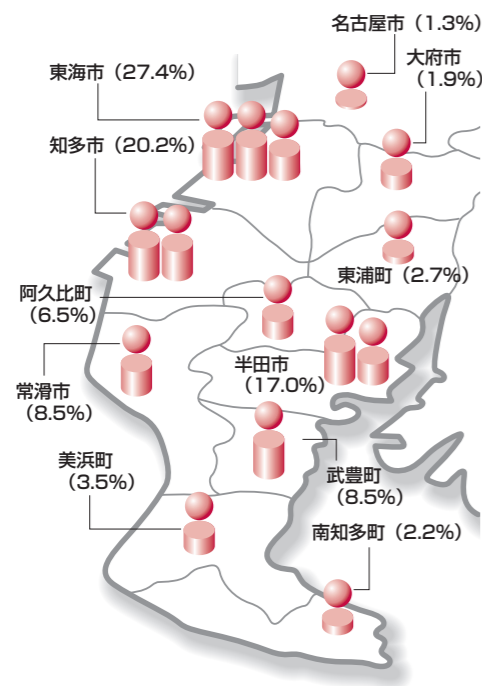 名古屋市（1.3%）
東海市（27.4%）
大府市
（1.9%）
知多市（20.2%）
東浦町（2.7%）
阿久比町
（6.5%）
半田市
（17.0%）
常滑市
（8.5%）
美浜町
（3.5%）
武豊町
（8.5%）
南知多町（2.2%）